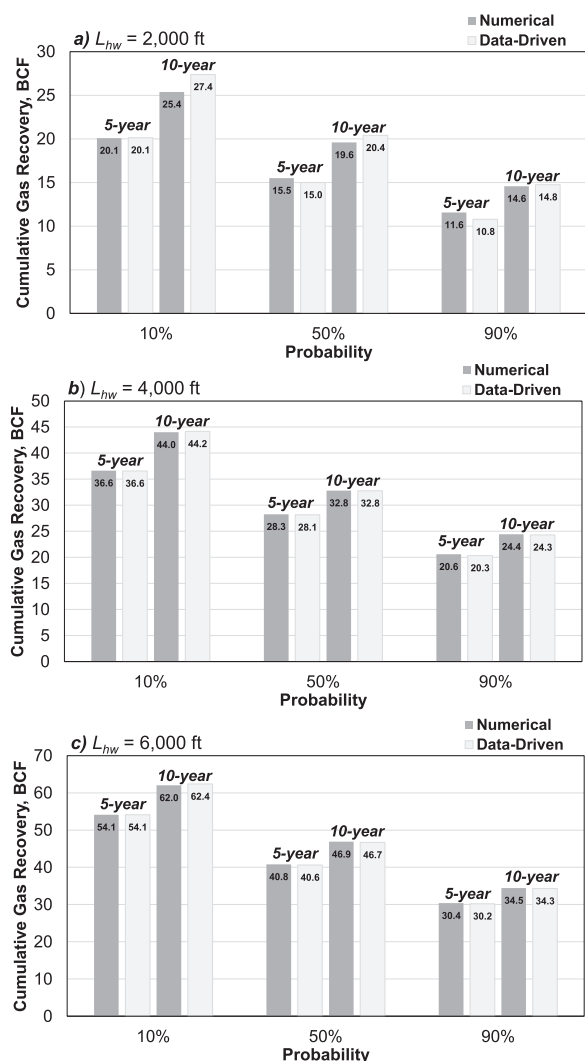 Numerical
a) Lhw = 2,000 ft
Data-Driven
Cumulative Gas Recovery, BCF
30
25
20
15
10
5
0
5-year
20.1
20.1
10-year
25.4
27.4
5-year
15.5
15.0
10-year
19.6
20.4
5-year
11.6
10.8
10-year
14.6
14.8
10%
50%
90%
Probability
Numerical
b) Lhw = 4,000 ft
Data-Driven
Cumulative Gas Recovery, BCF
50
45
40
35
30
25
20
15
10
5
0
5-year
36.6
36.6
10-year
44.0
44.2
5-year
28.3
28.1
10-year
32.8
32.8
5-year
20.6
20.3
10-year
24.4
24.3
10%
50%
90%
Probability
Numerical
c) Lhw = 6,000 ft
Data-Driven
Cumulative Gas Recovery, BCF
70
60
50
40
30
20
10
0
5-year
54.1
54.1
10-year
62.0
62.4
5-year
40.8
40.6
10-year
46.9
46.7
5-year
30.4
30.2
10-year
34.5
34.3
10%
50%
90%
Probability